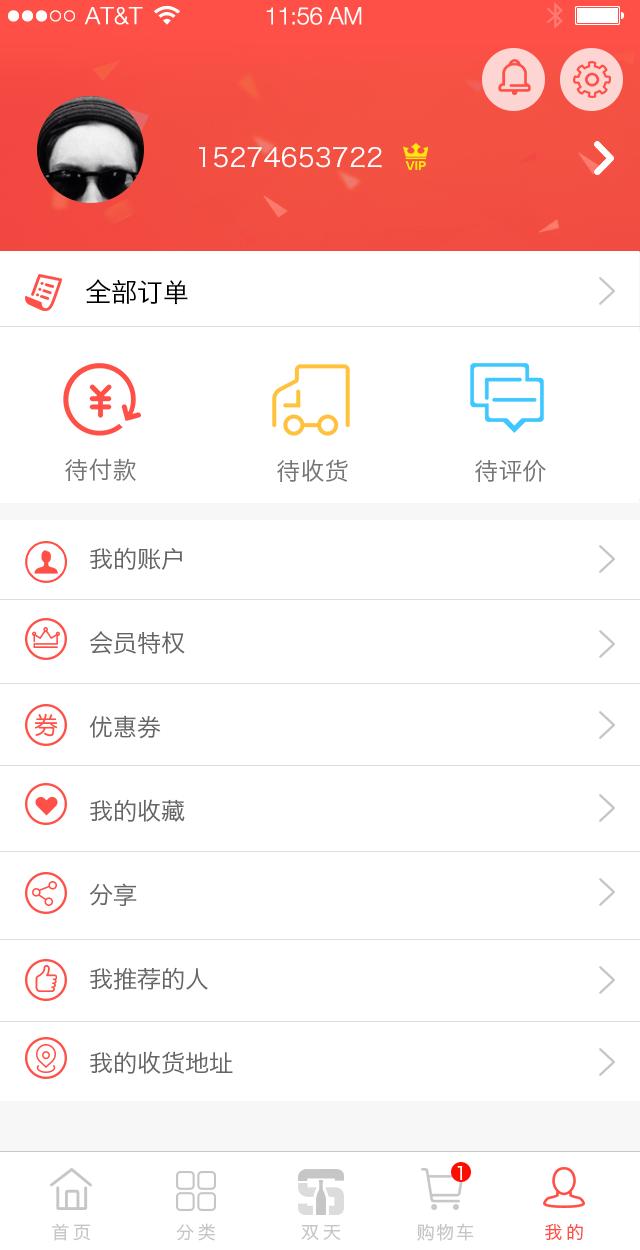 AT&T 11:56 AM
15274653722 VIP
全部订单
¥
待付款 待收货 待评价
我的账户
会员特权
券 优惠券
我的收藏
分享
我推荐的人
我的收货地址
1
首页 分类 双天 购物车 我的